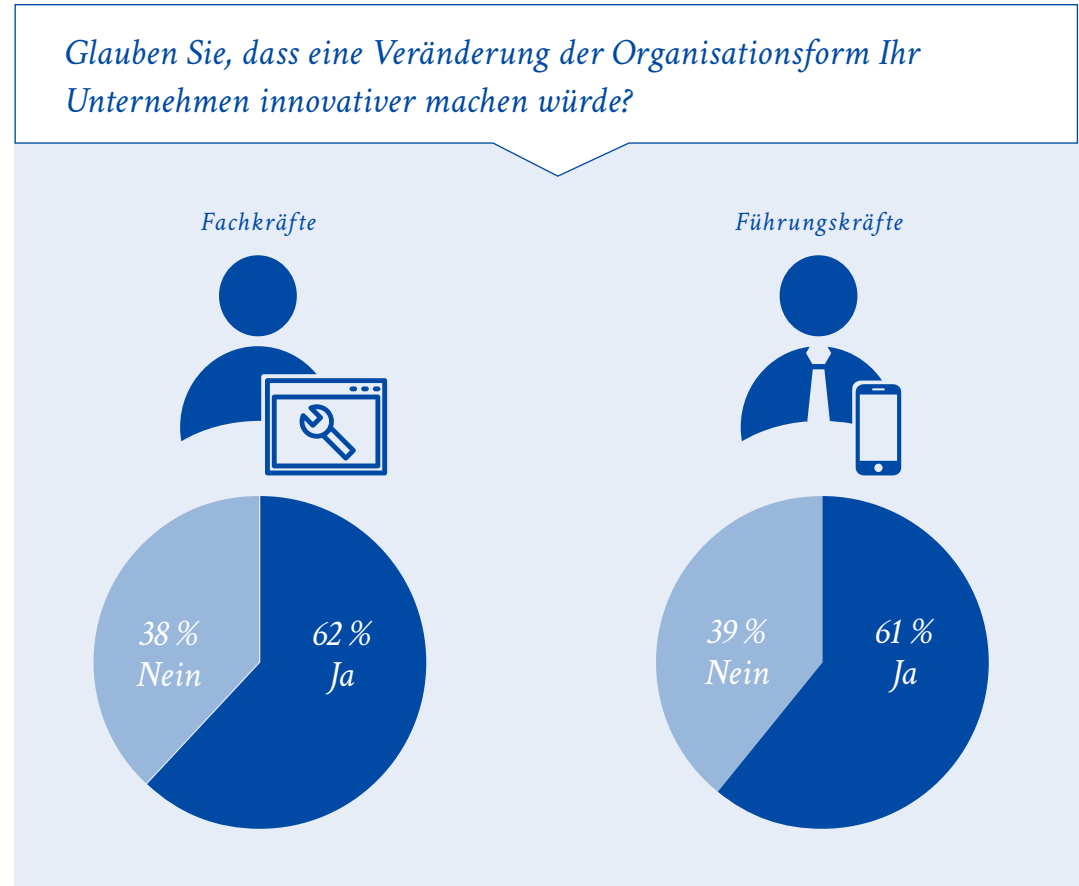 Glauben Sie, dass eine Veränderung der Organisationsform Ihr
Unternehmen innovativer machen würde?
Fachkräfte
Führungskräfte
38 %
Nein
62 %
Ja
39 %
Nein
61 %
Ja